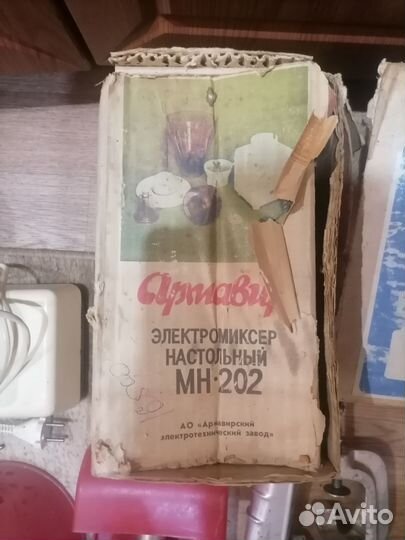 Армавир
ЭЛЕКТРОМИКСЕР
НАСТОЛЬНЫЙ
МН·202
АО «Армавирский
электротехнический завод»
Avito